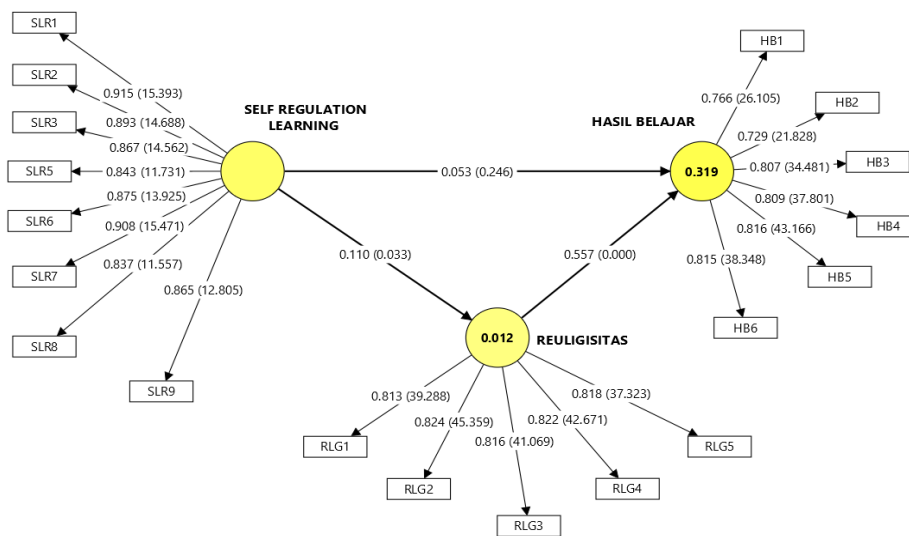 SLR1
SLR2
SLR3
SLR5
SLR6
SLR7
SLR8
SLR9
0.915 (15.393)
0.893 (14.688)
0.867 (14.562)
0.843 (11.731)
0.875 (13.925)
0.908 (15.471)
0.837 (11.557)
0.865 (12.805)
SELF REGULATION
LEARNING
0.053 (0.246)
0.110 (0.033)
0.557 (0.000)
HASIL BELAJAR
0.319
HB1
HB2
HB3
HB4
HB5
HB6
0.766 (26.105)
0.729 (21.828)
0.807 (34.481)
0.809 (37.801)
0.816 (43.166)
0.815 (38.348)
0.012
REULIGISITAS
0.813 (39.288)
0.824 (45.359)
0.816 (41.069)
0.822 (42.671)
0.818 (37.323)
RLG1
RLG2
RLG3
RLG4
RLG5